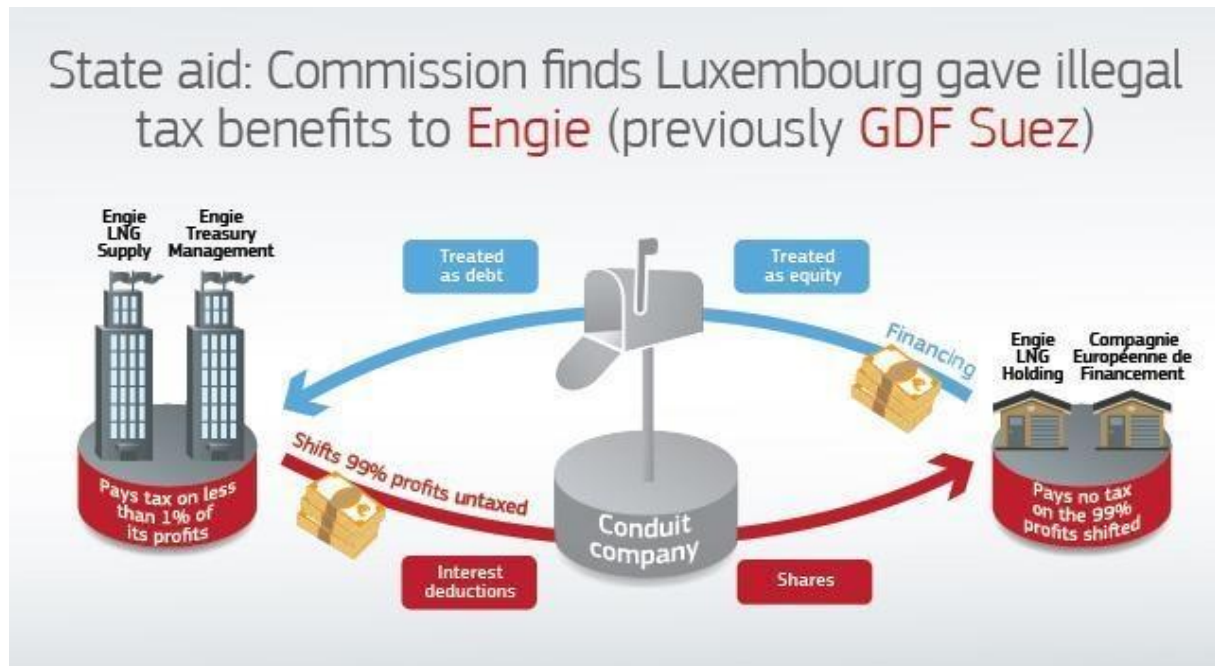 State aid: Commission finds Luxembourg gave illegal
tax benefits to Engie (previously GDF Suez)
Engie
LNG
Supply
Engie
Treasury
Management
Treated
as debt
Treated
as equity
Financing
Engie
LNG
Holding
Compagnie
Européenne de
Financement
Shifts 99% profits untaxed
Pays tax on less
than 1% of
its profits
Conduit
company
Pays no tax
on the 99%
profits shifted
Interest
deductions
Shares